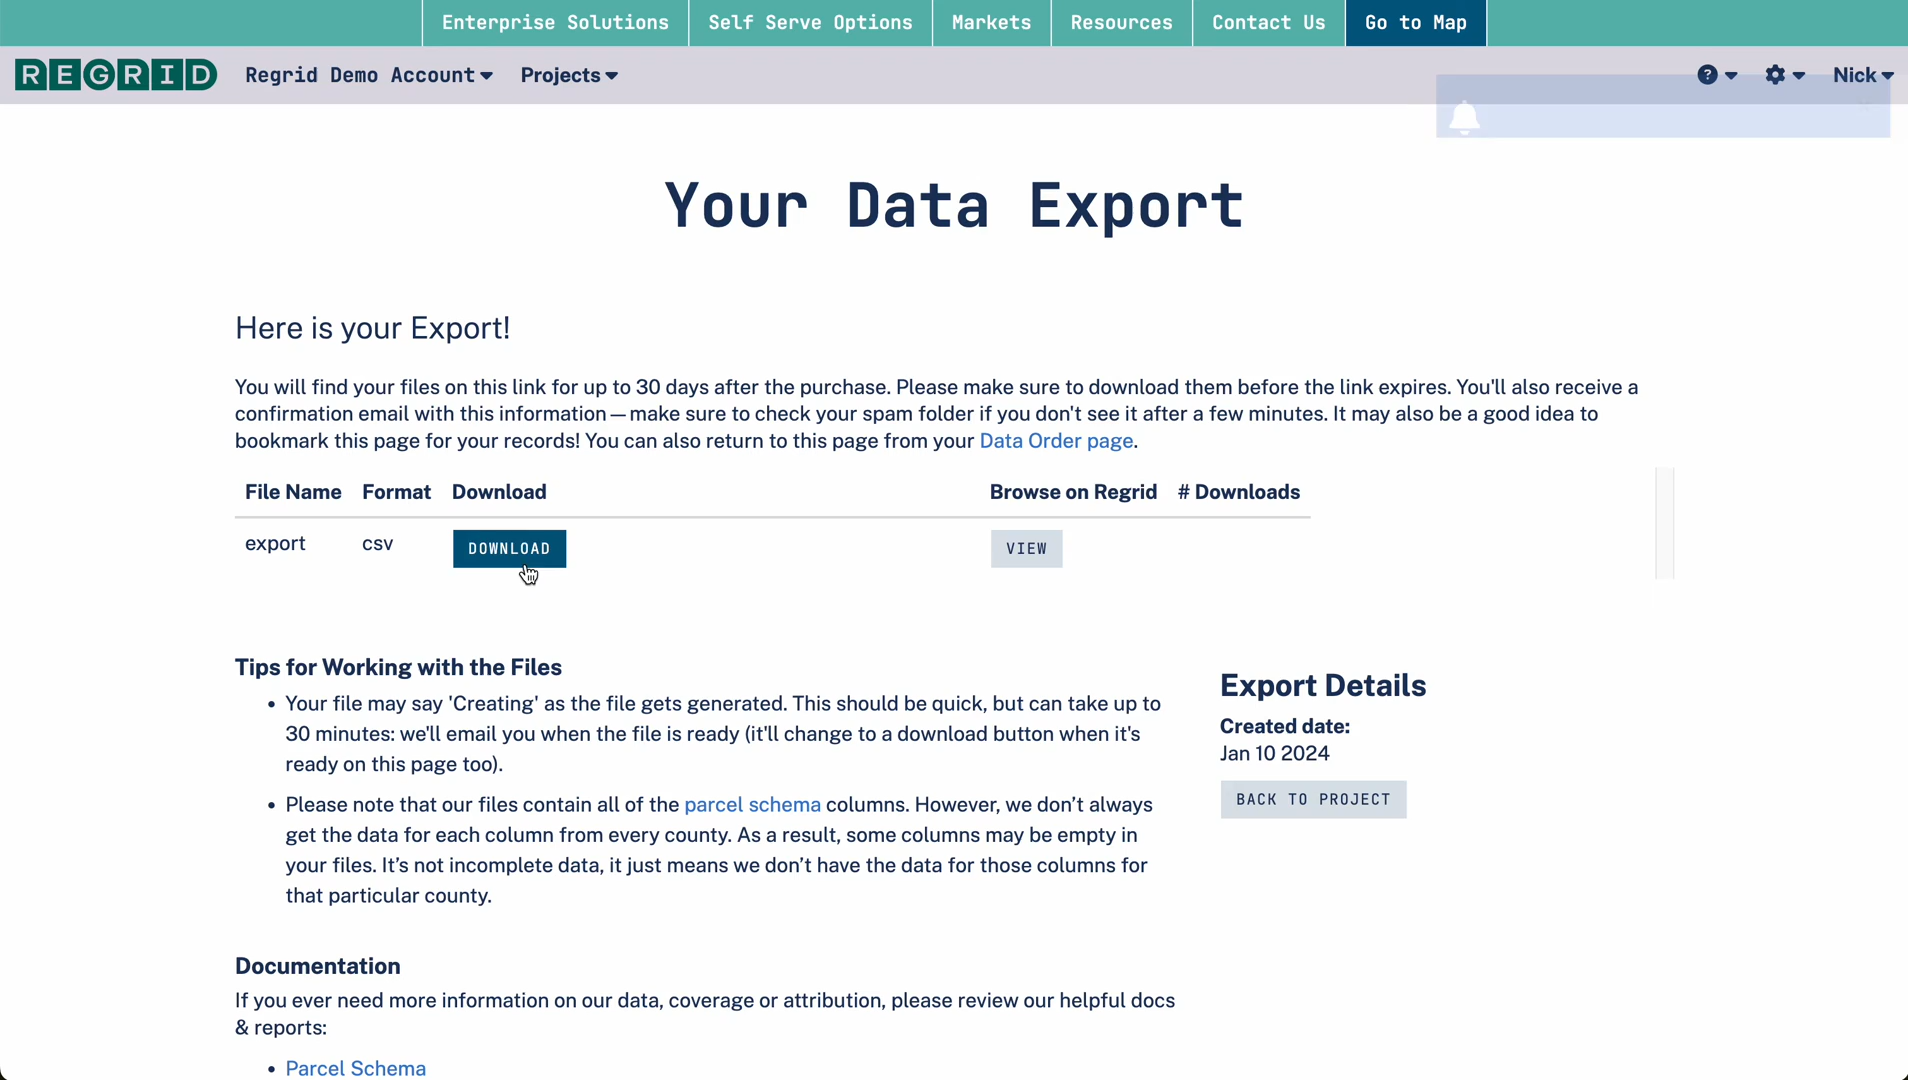 Enterprise Solutions Self Serve Options Markets Resources Contact Us Go to Map
REGRID Regrid Demo Account Projects ? Nick
Your Data Export
Here is your Export!
You will find your files on this link for up to 30 days after the purchase. Please make sure to download them before the link expires. You'll also receive a
confirmation email with this information—make sure to check your spam folder if you don't see it after a few minutes. It may also be a good idea to
bookmark this page for your records! You can also return to this page from your Data Order page.
File Name Format Download Browse on Regrid # Downloads
export csv DOWNLOAD VIEW
Tips for Working with the Files
• Your file may say 'Creating' as the file gets generated. This should be quick, but can take up to
30 minutes: we'll email you when the file is ready (it'll change to a download button when it's
ready on this page too).
• Please note that our files contain all of the parcel schema columns. However, we don’t always
get the data for each column from every county. As a result, some columns may be empty in
your files. It’s not incomplete data, it just means we don’t have the data for those columns for
that particular county.
Export Details
Created date:
Jan 10 2024
BACK TO PROJECT
Documentation
If you ever need more information on our data, coverage or attribution, please review our helpful docs
& reports:
• Parcel Schema